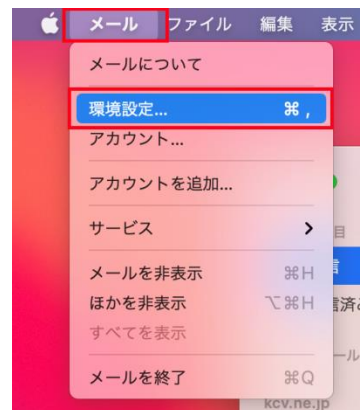 メール ファイル 編集 表示
メールについて
環境設定... ⌘ ,
アカウント...
アカウントを追加...
サービス >
メールを非表示 ⌘H
ほかを非表示 ⌥⌘H
すべてを表示
メールを終了 ⌘Q
kcv.ne.jp